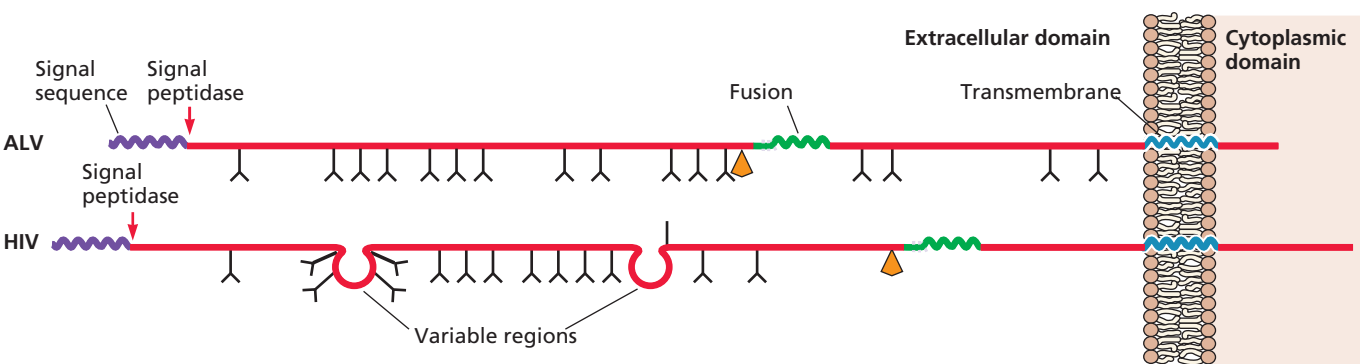 Extracellular domain
Cytoplasmic
domain
Signal
sequence
Signal
peptidase
Fusion
Transmembrane
ALV
Signal
peptidase
HIV
Variable regions